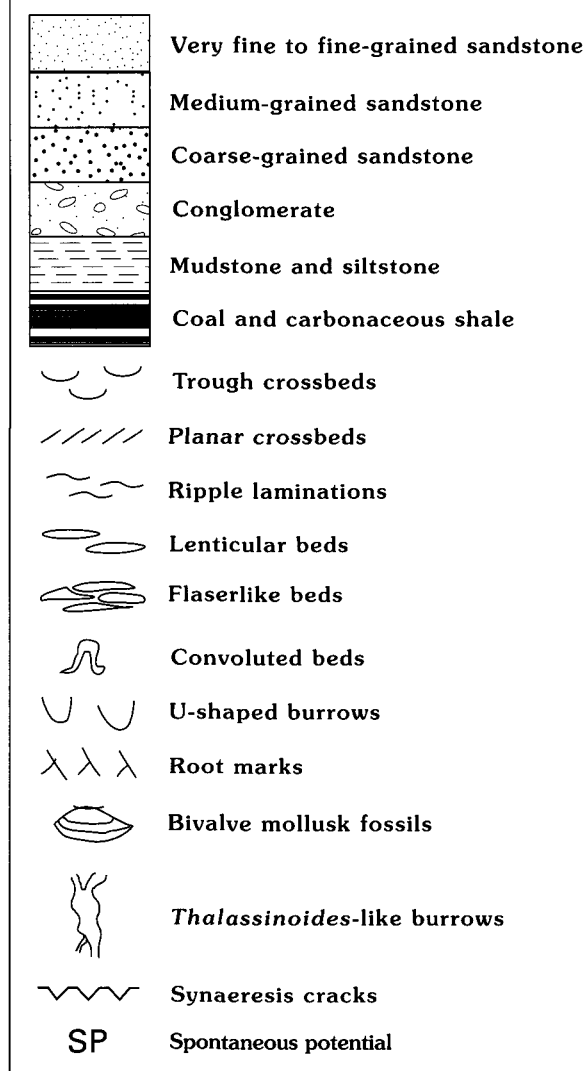 Very fine to fine-grained sandstone
Medium-grained sandstone
Coarse-grained sandstone
Conglomerate
Mudstone and siltstone
Coal and carbonaceous shale
Trough crossbeds
Planar crossbeds
Ripple laminations
Lenticular beds
Flaserlike beds
Convoluted beds
U-shaped burrows
Root marks
Bivalve mollusk fossils
Thalassinoides-like burrows
Synaeresis cracks
SP Spontaneous potential